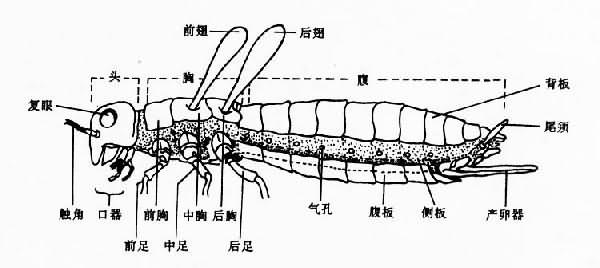 前翅
后翅
头
胸
腹
复眼
背板
尾须
触角
口器
前胸
中胸
后胸
气孔
腹板
侧板
产卵器
前足
中足
后足